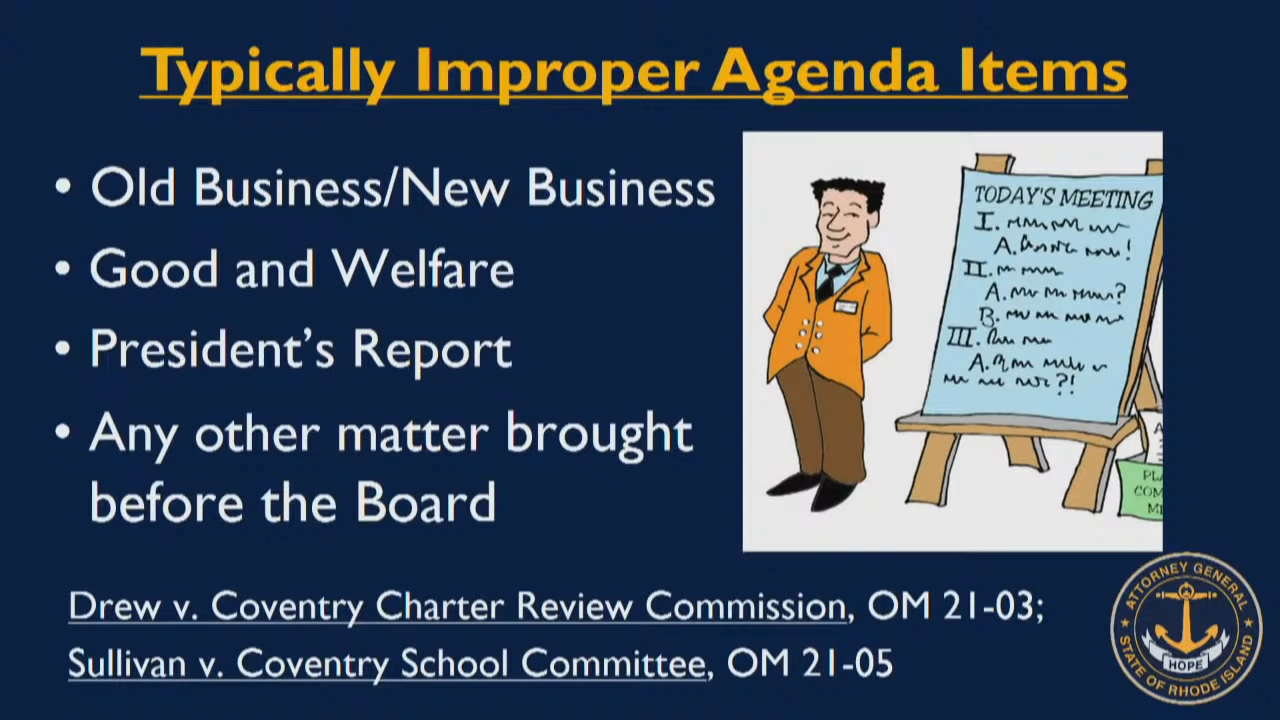 Typically Improper Agenda Items
• Old Business/New Business
• Good and Welfare
• President's Report
• Any other matter brought
before the Board
TODAY'S MEETING
I.
A.
II.
A.
B.
III.
A.
Drew v. Coventry Charter Review Commission, OM 21-03;
Sullivan v. Coventry School Committee, OM 21-05
ATTORNEY GENERAL
HOPE
STATE OF RHODE ISLAND